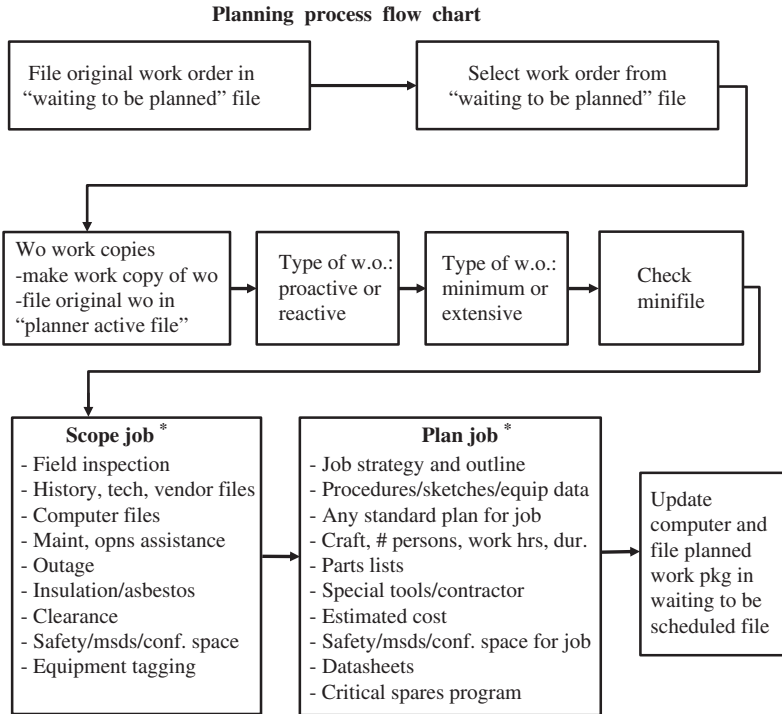 Planning process flow chart
File original work order in
“waiting to be planned” file
Select work order from
“waiting to be planned” file
Wo work copies
-make work copy of wo
-file original wo in
“planner active file”
Type of w.o.:
proactive or
reactive
Type of w.o.:
minimum or
extensive
Check
minifile
Scope job *
- Field inspection
- History, tech, vendor files
- Computer files
- Maint, opns assistance
- Outage
- Insulation/asbestos
- Clearance
- Safety/msds/conf. space
- Equipment tagging
Plan job *
- Job strategy and outline
- Procedures/sketches/equip data
- Any standard plan for job
- Craft, # persons, work hrs, dur.
- Parts lists
- Special tools/contractor
- Estimated cost
- Safety/msds/conf. space for job
- Datasheets
- Critical spares program
Update
computer and
file planned
work pkg in
waiting to be
scheduled file